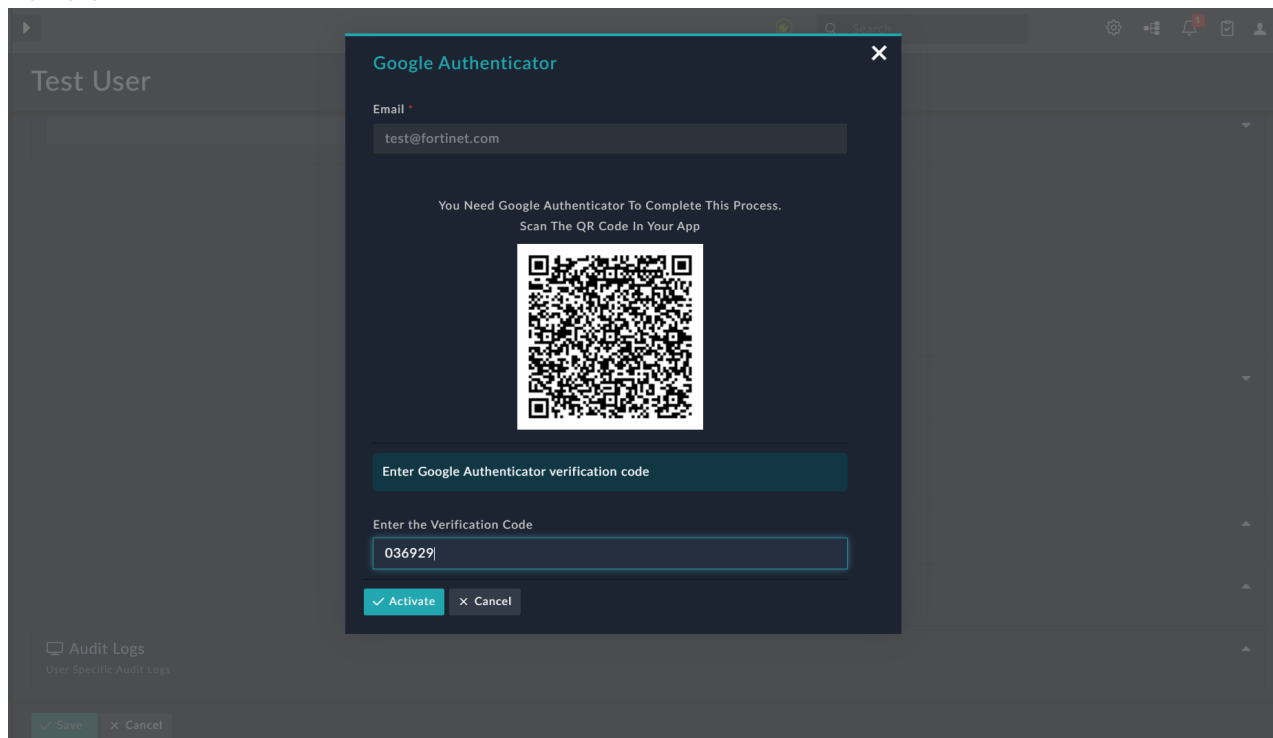 Search
1
Test User
Google Authenticator
Email *
test@fortinet.com
You Need Google Authenticator To Complete This Process.
Scan The QR Code In Your App
Enter Google Authenticator verification code
Enter the Verification Code
036929
Activate
Cancel
Audit Logs
User Specific Audit Logs
Save
Cancel